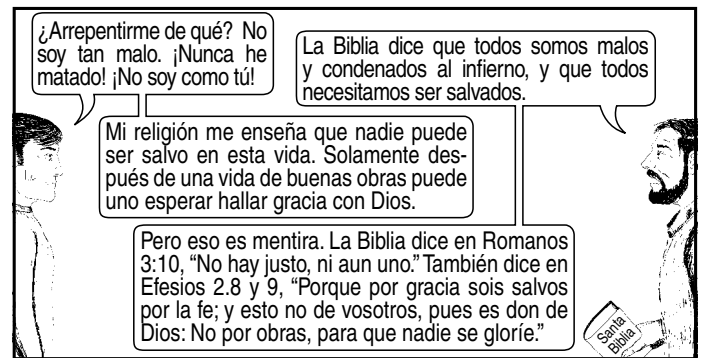 ¿Arrepentirme de qué? No
soy tan malo. ¡Nunca he
matado! ¡No soy como tú!
La Biblia dice que todos somos malos
y condenados al infierno, y que todos
necesitamos ser salvados.
Mi religión me enseña que nadie puede
ser salvo en esta vida. Solamente des-
pués de una vida de buenas obras puede
uno esperar hallar gracia con Dios.
Pero eso es mentira. La Biblia dice en Romanos
3:10, “No hay justo, ni aun uno.” También dice en
Efesios 2.8 y 9, “Porque por gracia sois salvos
por la fe; y esto no de vosotros, pues es don de
Dios: No por obras, para que nadie se gloríe.”
Santa
Biblia